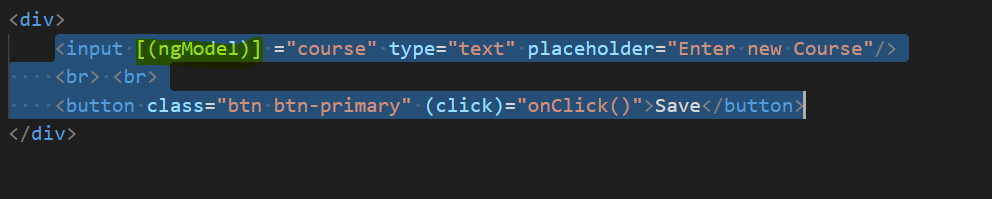 <div>
<input [(ngModel)] ="course" type="text" placeholder="Enter new Course"/>
<br> <br>
<button class="btn btn-primary" (click)="onClick()">Save</button>
</div>